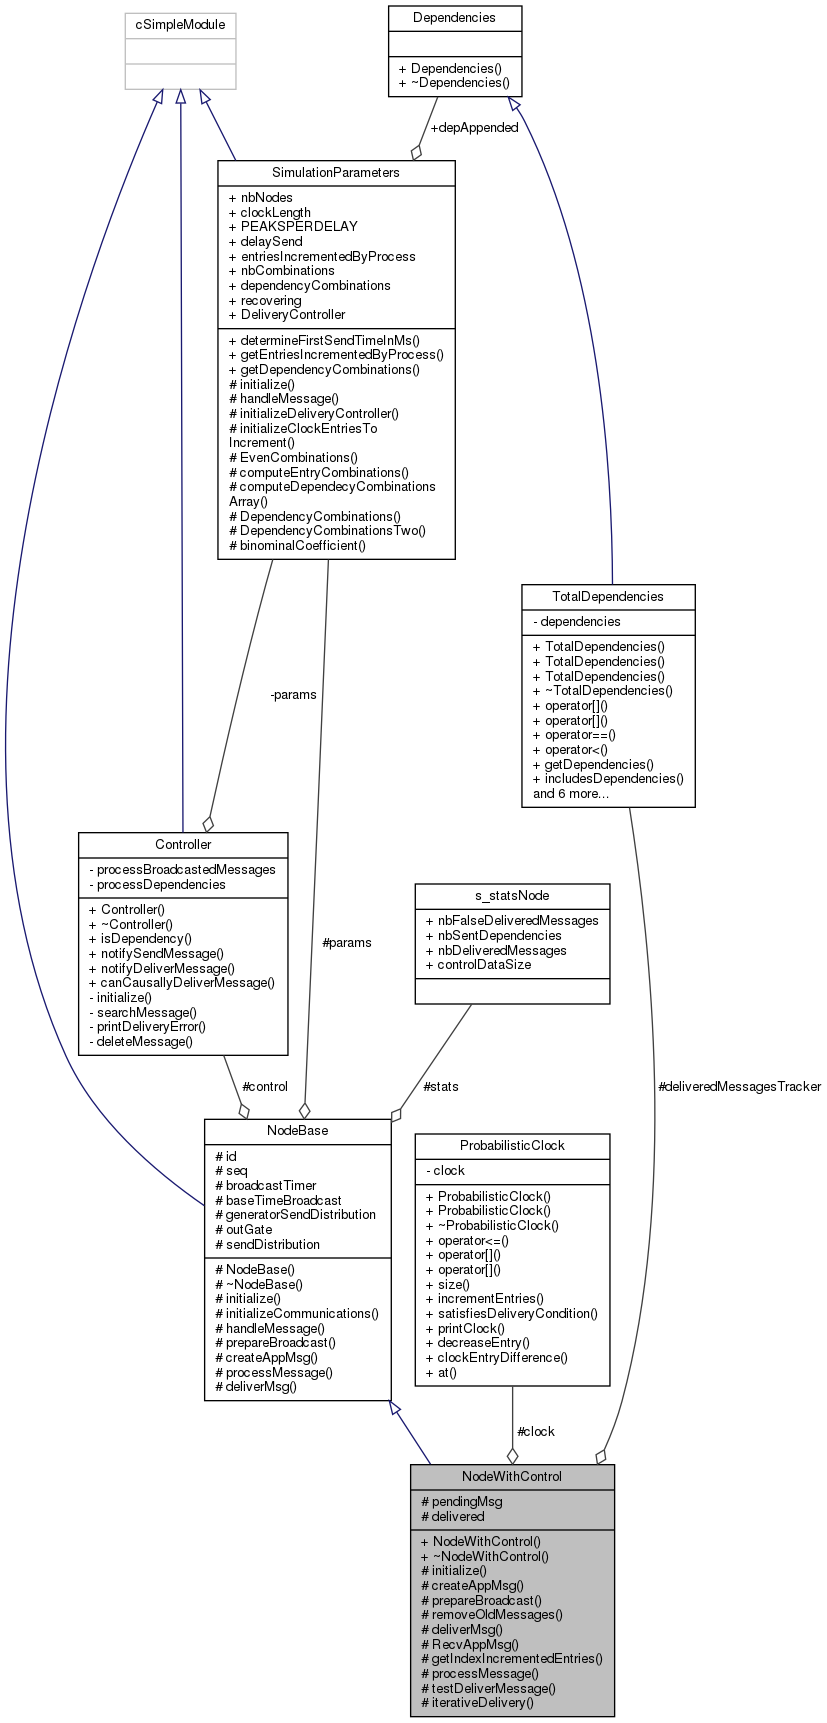 cSimpleModule
Dependencies
+ Dependencies()
+ ~Dependencies()
+depAppended
SimulationParameters
+ nbNodes
+ clockLength
+ PEAKSPERDELAY
+ delaySend
+ entriesIncrementedByProcess
+ nbCombinations
+ dependencyCombinations
+ recovering
+ DeliveryController
+ determineFirstSendTimeInMs()
+ getEntriesIncrementedByProcess()
+ getDependencyCombinations()
# initialize()
# handleMessage()
# initializeDeliveryController()
# initializeClockEntriesTo
Increment()
# EvenCombinations()
# computeEntryCombinations()
# computeDependecyCombinations
Array()
# DependencyCombinations()
# DependencyCombinationsTwo()
# binominalCoefficient()
TotalDependencies
- dependencies
+ TotalDependencies()
+ TotalDependencies()
+ TotalDependencies()
+ ~TotalDependencies()
+ operator[]()
+ operator[]()
+ operator==()
+ operator<()
+ getDependencies()
+ includesDependencies()
and 6 more...
-params
Controller
- processBroadcastedMessages
- processDependencies
+ Controller()
+ ~Controller()
+ isDependency()
+ notifySendMessage()
+ notifyDeliverMessage()
+ canCausallyDeliverMessage()
- initialize()
- searchMessage()
- printDeliveryError()
- deleteMessage()
s_statsNode
+ nbFalseDeliveredMessages
+ nbSentDependencies
+ nbDeliveredMessages
+ controlDataSize
#params
#control
#stats
#deliveredMessagesTracker
NodeBase
# id
# seq
# broadcastTimer
# baseTimeBroadcast
# generatorSendDistribution
# outGate
# sendDistribution
# NodeBase()
# ~NodeBase()
# initialize()
# initializeCommunications()
# handleMessage()
# prepareBroadcast()
# createAppMsg()
# processMessage()
# deliverMsg()
ProbabilisticClock
- clock
+ ProbabilisticClock()
+ ProbabilisticClock()
+ ~ProbabilisticClock()
+ operator<=()
+ operator[]()
+ operator[]()
+ size()
+ incrementEntries()
+ satisfiesDeliveryCondition()
+ printClock()
+ decreaseEntry()
+ clockEntryDifference()
+ at()
#clock
NodeWithControl
# pendingMsg
# delivered
+ NodeWithControl()
+ ~NodeWithControl()
# initialize()
# createAppMsg()
# prepareBroadcast()
# removeOldMessages()
# deliverMsg()
# RecvAppMsg()
# getIndexIncrementedEntries()
# processMessage()
# testDeliverMessage()
# iterativeDelivery()